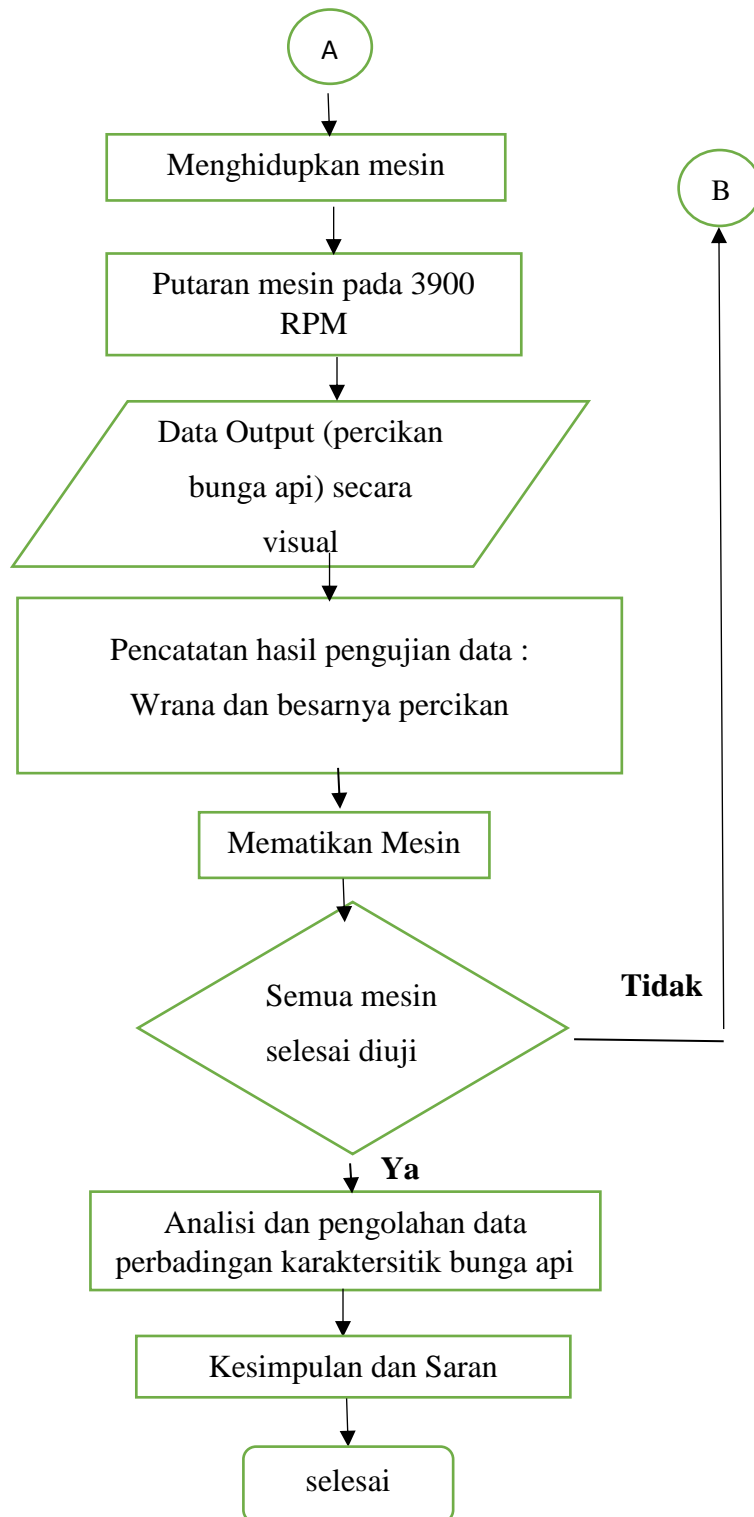 A
Menghidupkan mesin
B
Putaran mesin pada 3900
RPM
Data Output (percikan
bunga api) secara
visual
Pencatatan hasil pengujian data :
Wrana dan besarnya percikan
Mematikan Mesin
Semua mesin
selesai diuji
Tidak
Ya
Analisi dan pengolahan data
perbadingan karaktersitik bunga api
Kesimpulan dan Saran
selesai